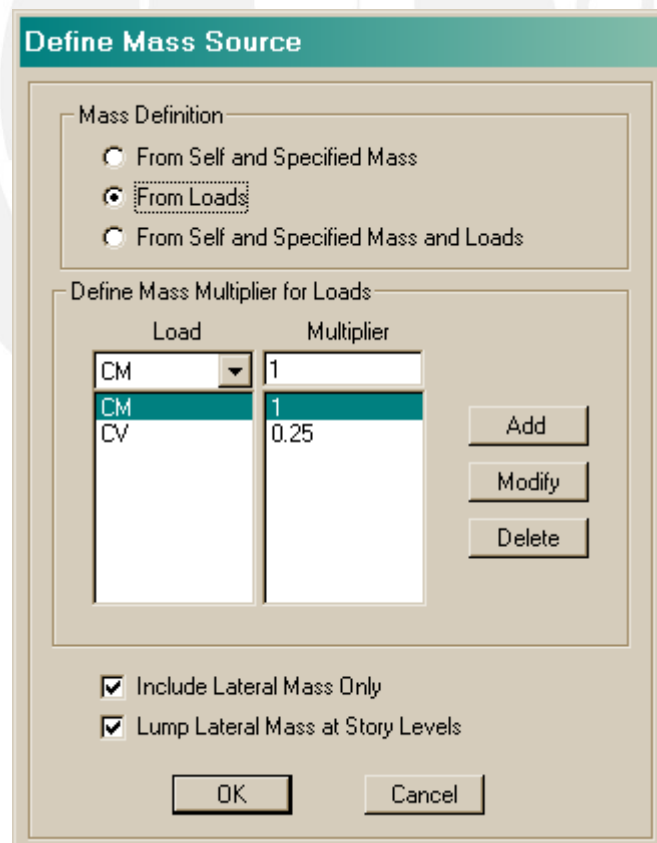 Define Mass Source
Mass Definition
From Self and Specified Mass
From Loads
From Self and Specified Mass and Loads
Define Mass Multiplier for Loads
Load Multiplier
CM 1
CM 1
CV 0.25
Add
Modify
Delete
Include Lateral Mass Only
Lump Lateral Mass at Story Levels
OK Cancel